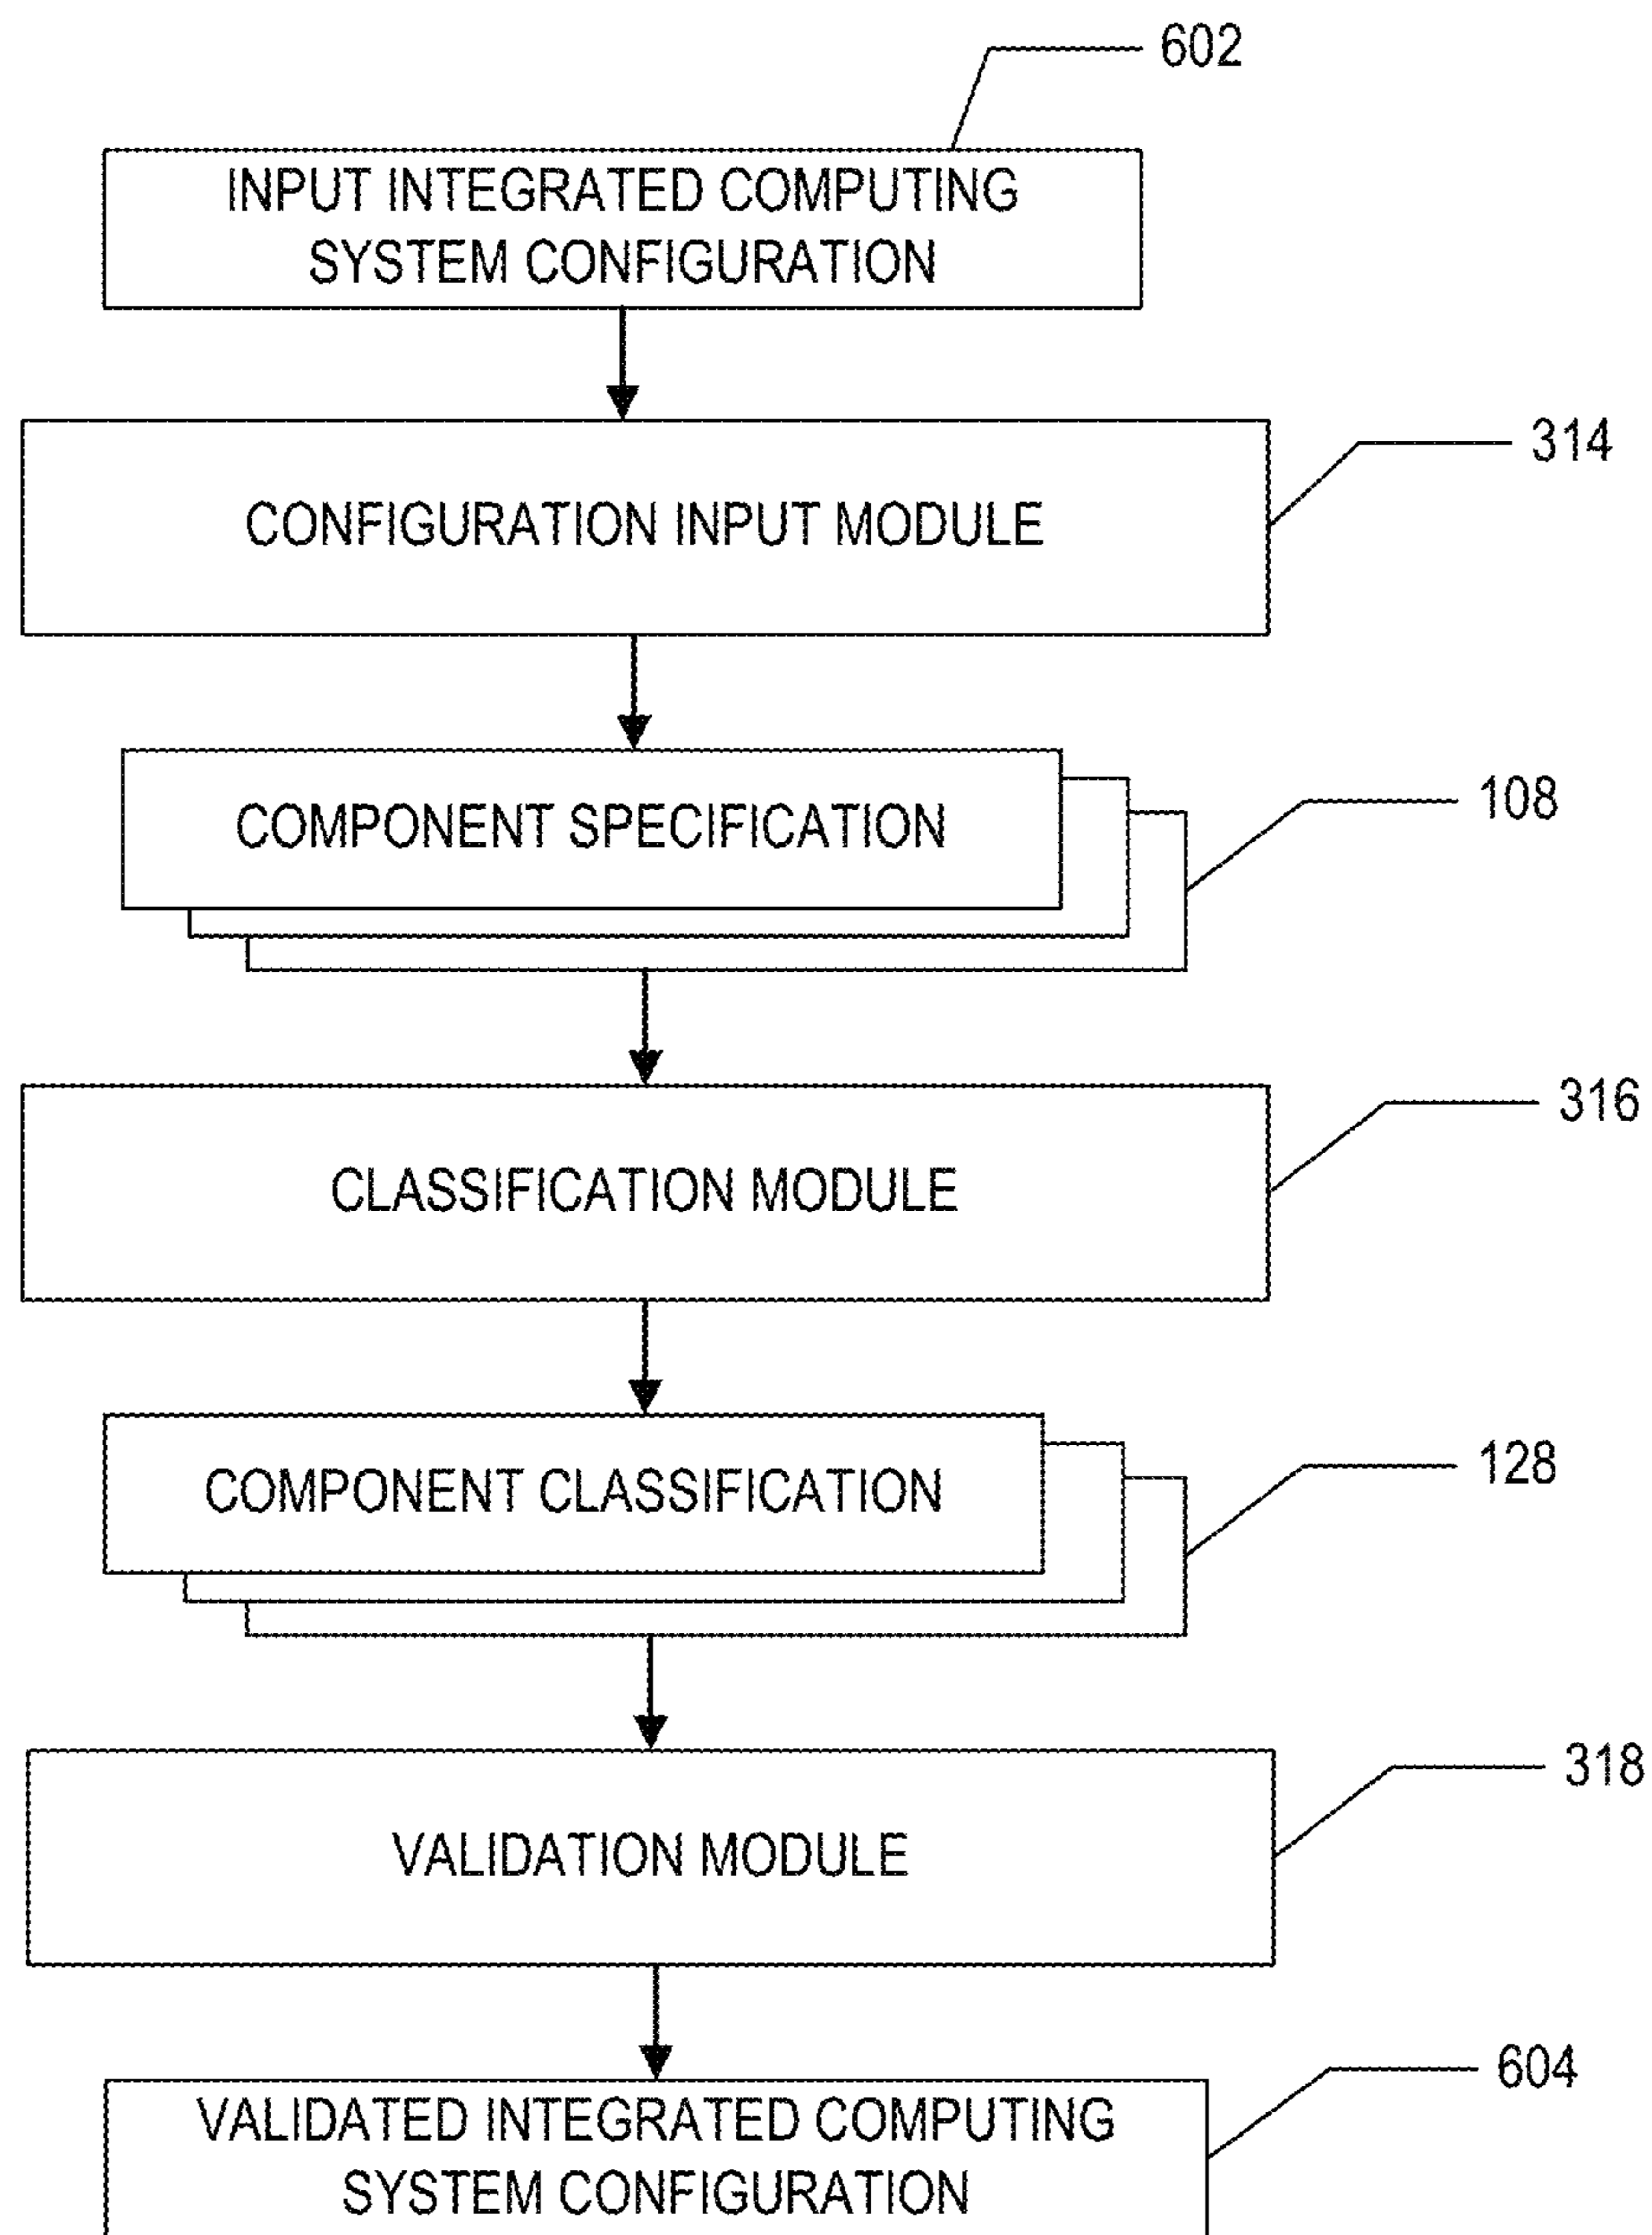 602
INPUT INTEGRATED COMPUTING
SYSTEM CONFIGURATION
314
CONFIGURATION INPUT MODULE
108
COMPONENT SPECIFICATION
316
CLASSIFICATION MODULE
128
COMPONENT CLASSIFICATION
318
VALIDATION MODULE
604
VALIDATED INTEGRATED COMPUTING
SYSTEM CONFIGURATION